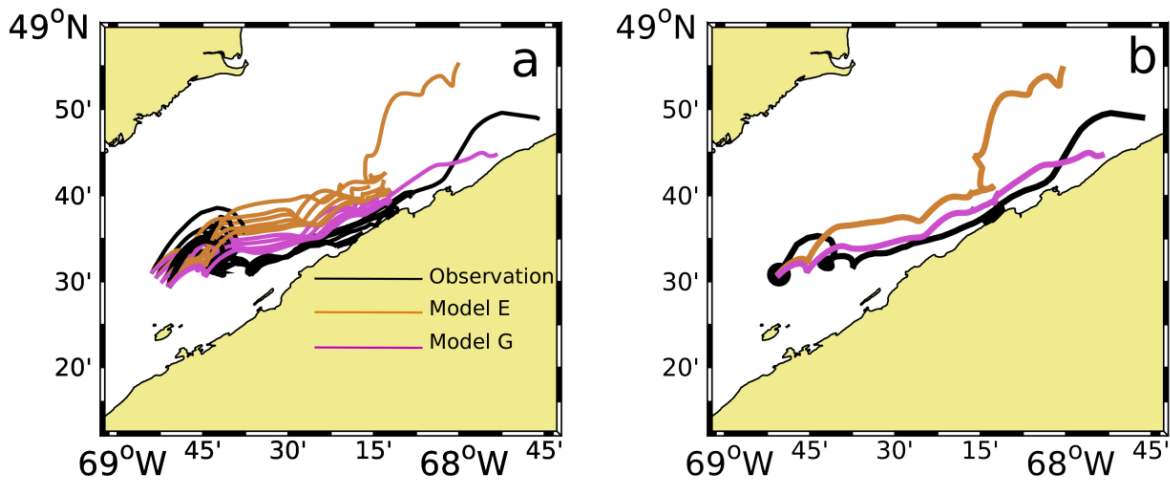 49°N
a
50'
40'
30'
20'
Observation
Model E
Model G
69°W
45'
30'
15'
68°W
45'
49°N
b
50'
40'
30'
20'
69°W
45'
30'
15'
68°W
45'